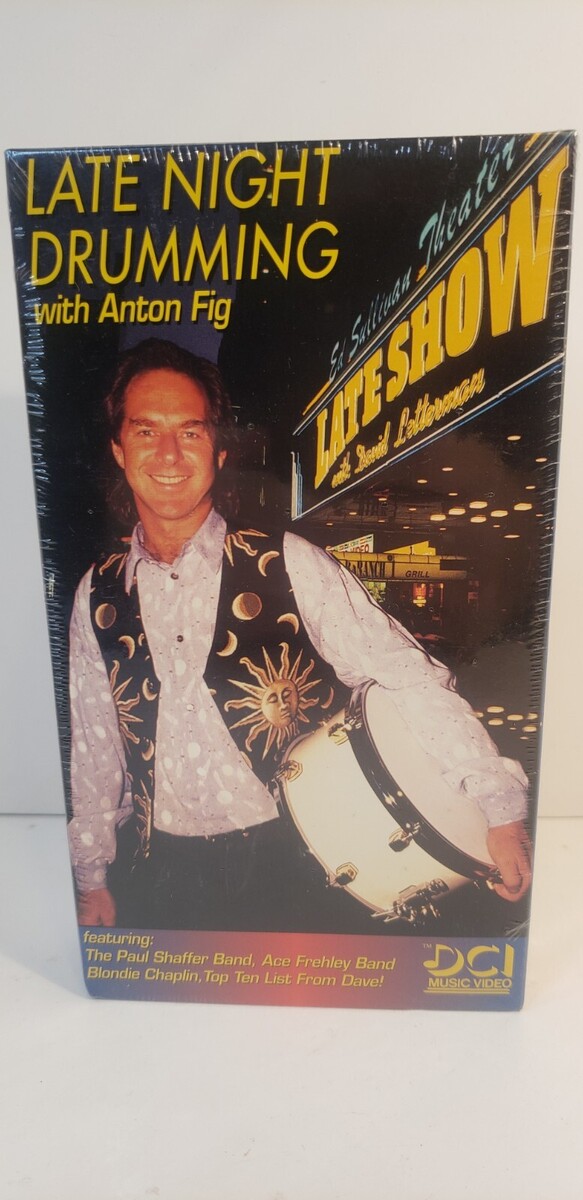 LATE NIGHT
DRUMMING
with Anton Fig
Ed Sullivan Theater
LATE SHOW
with David Letterman
GRILL
featuring:
The Paul Shaffer Band, Ace Frehley Band
Blondie Chaplin, Top Ten List From Dave!
™ DCI
MUSIC VIDEO